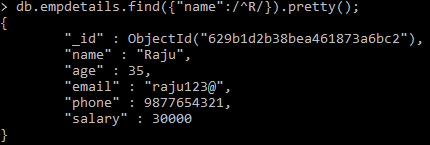 > db.empdetails.find({"name":/^R/}).pretty();
{
"_id" : ObjectId("629b1d2b38bea461873a6bc2"),
"name" : "Raju",
"age" : 35,
"email" : "raju123@",
"phone" : 9877654321,
"salary" : 30000
}